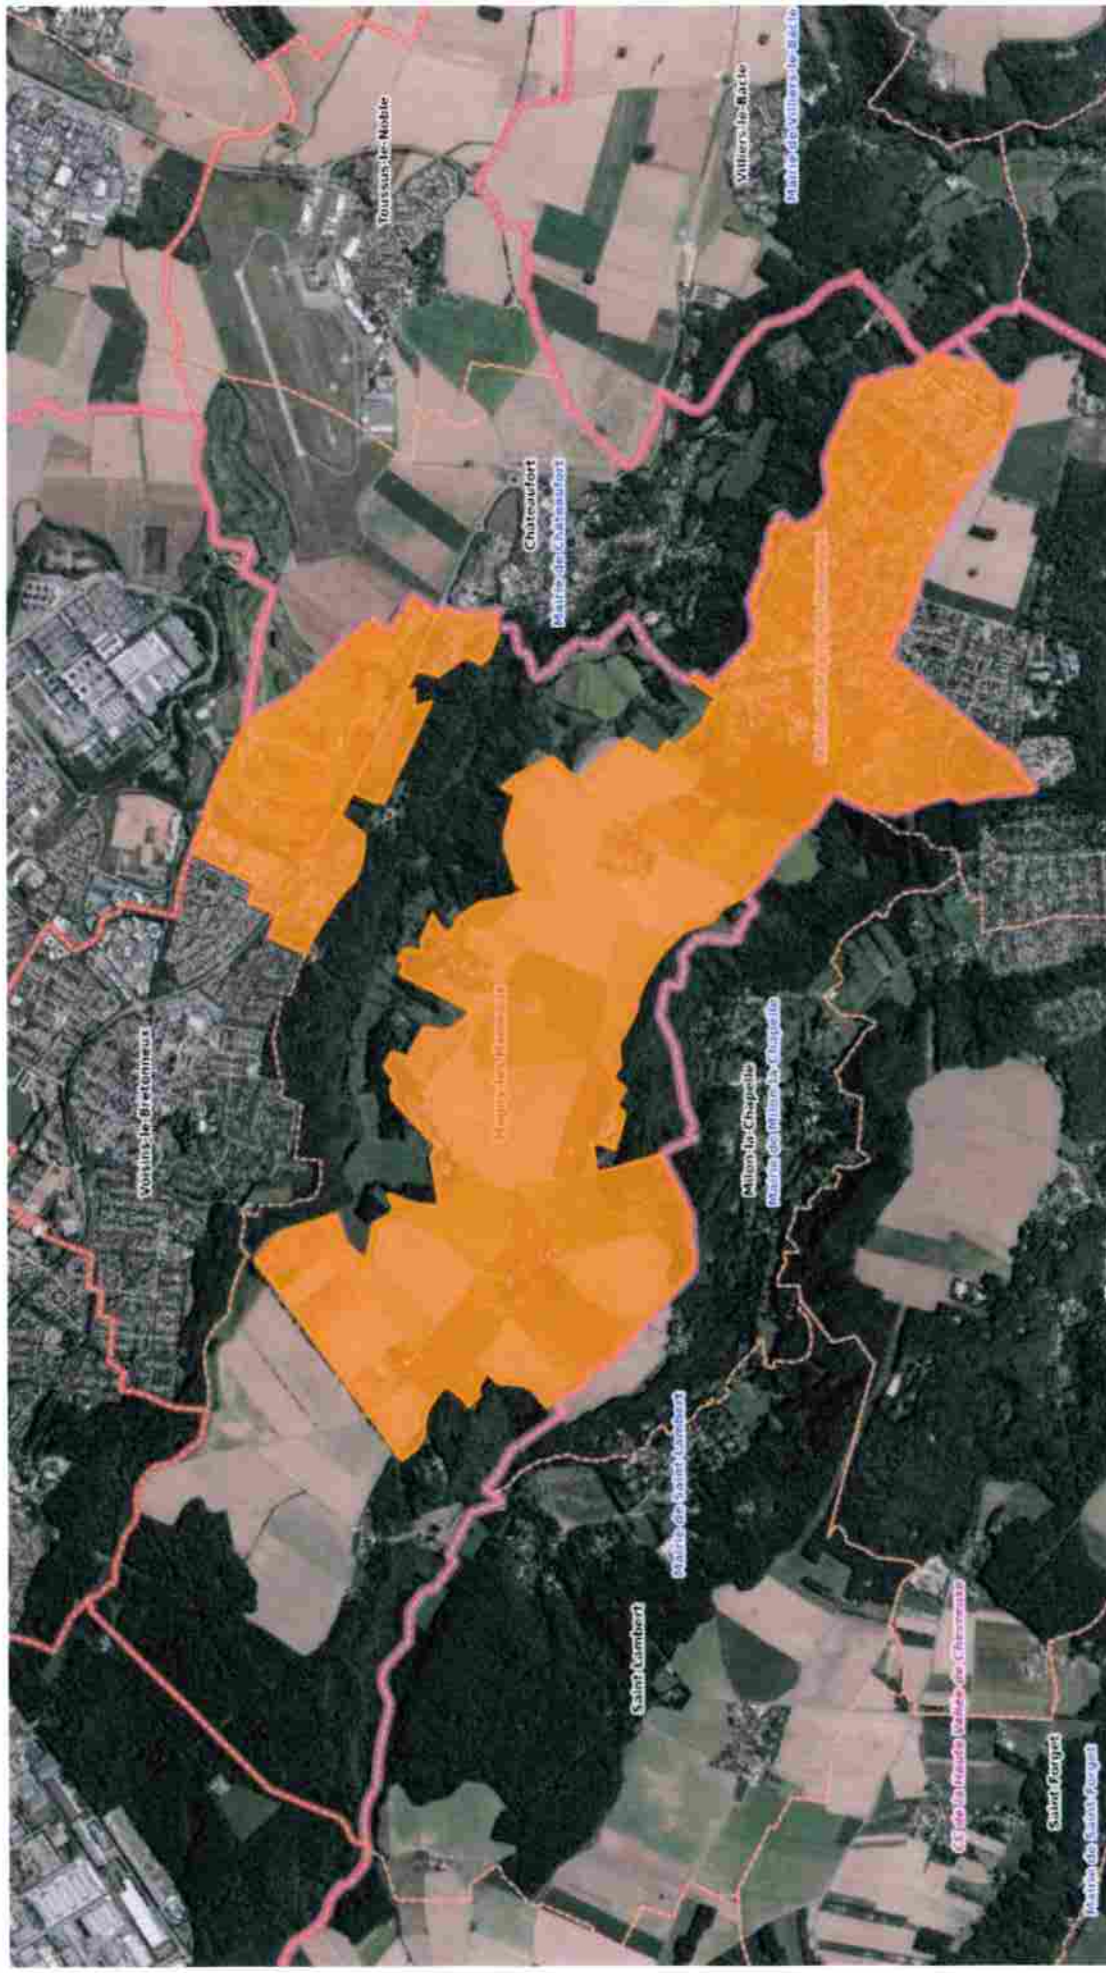 Toussus-le-Noble
Villiers-le-Bâcle
Mairie de Villiers-le-Bâcle
Châteaufort
Mairie de Châteaufort
Voisins-le-Bretonneux
Magny-les-Hameaux
Milon-la-Chapelle
Mairie de Milon-la-Chapelle
Mairie de Saint-Lambert
Saint-Lambert
CC de la Haute Vallée de Chevreuse
Saint-Forget
Mairie de Saint-Forget